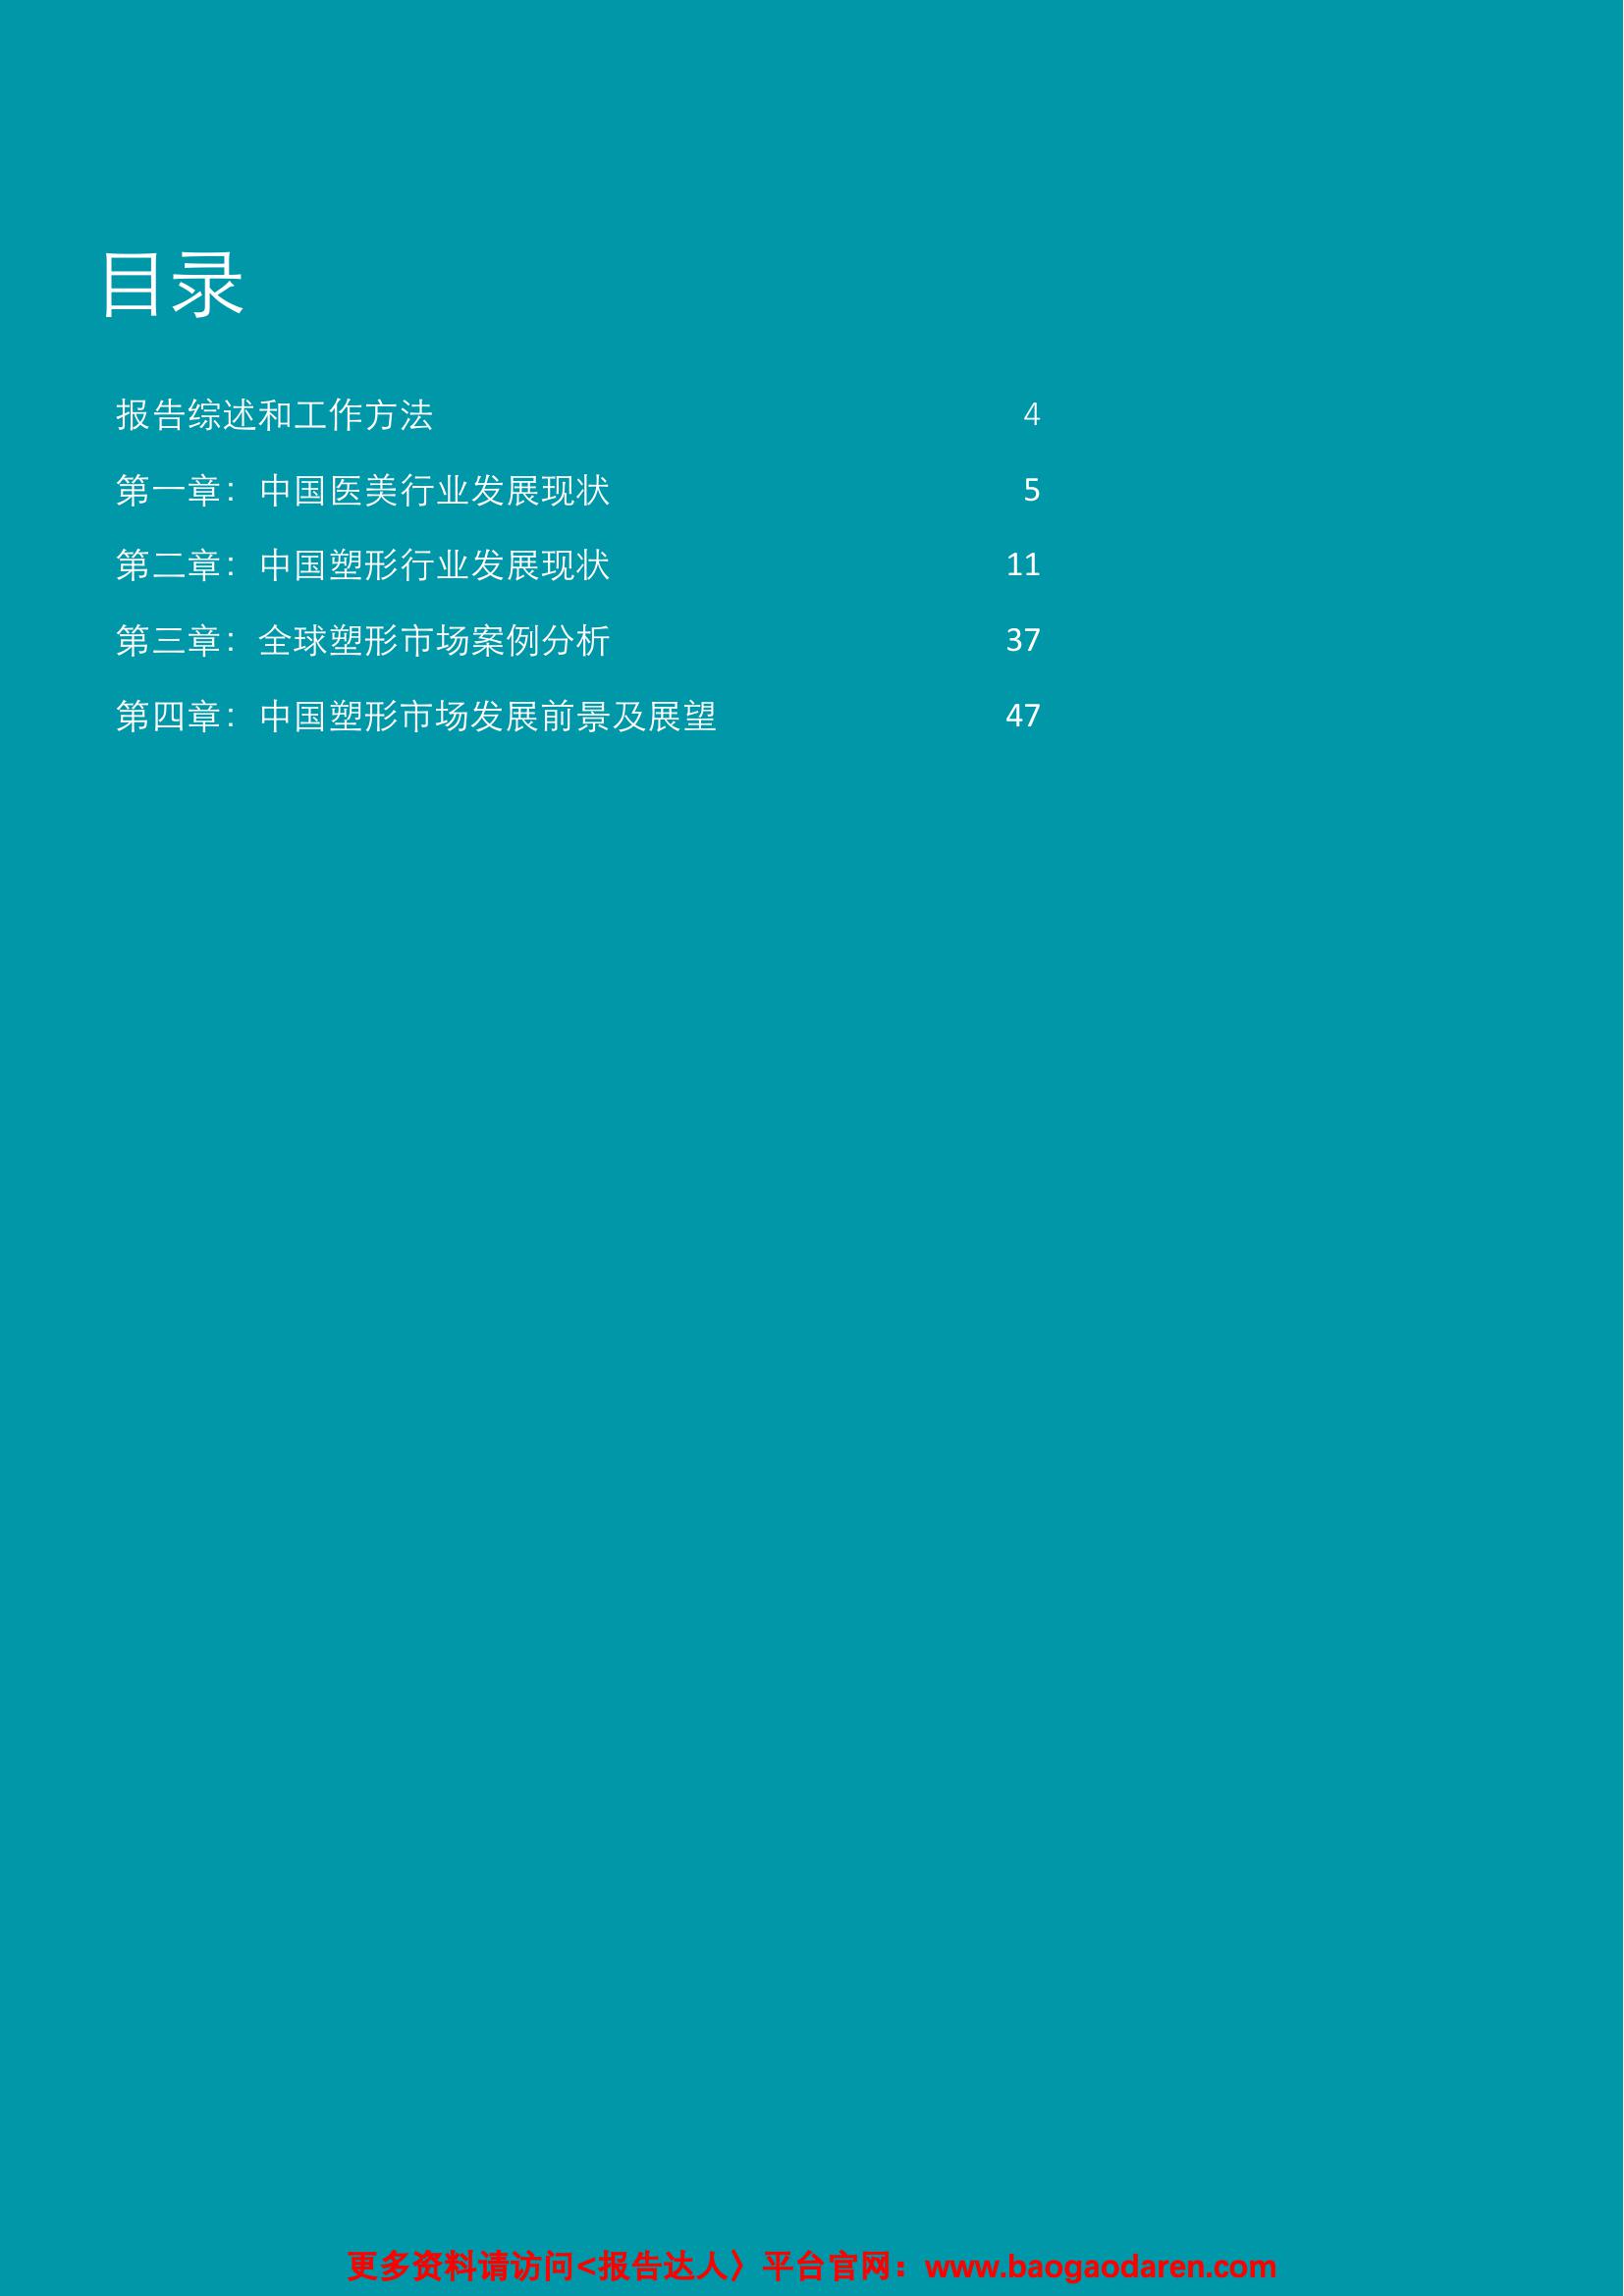 目录
报告综述和工作方法 4
第一章：中国医美行业发展现状 5
第二章：中国塑形行业发展现状 11
第三章：全球塑形市场案例分析 37
第四章：中国塑形市场发展前景及展望 47
更多资料请访问<报告达人〉平台官网：www.baogaodaren.com